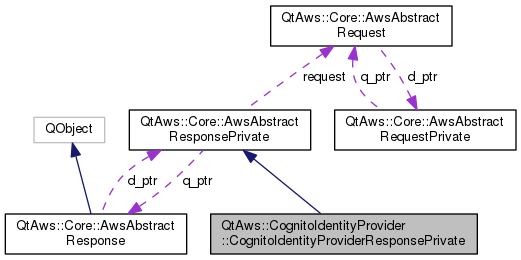 QtAws::Core::AwsAbstract
Request
request
q_ptr
d_ptr
QObject
QtAws::Core::AwsAbstract
ResponsePrivate
QtAws::Core::AwsAbstract
RequestPrivate
d_ptr
q_ptr
QtAws::Core::AwsAbstract
Response
QtAws::CognitoIdentityProvider
::CognitoIdentityProviderResponsePrivate